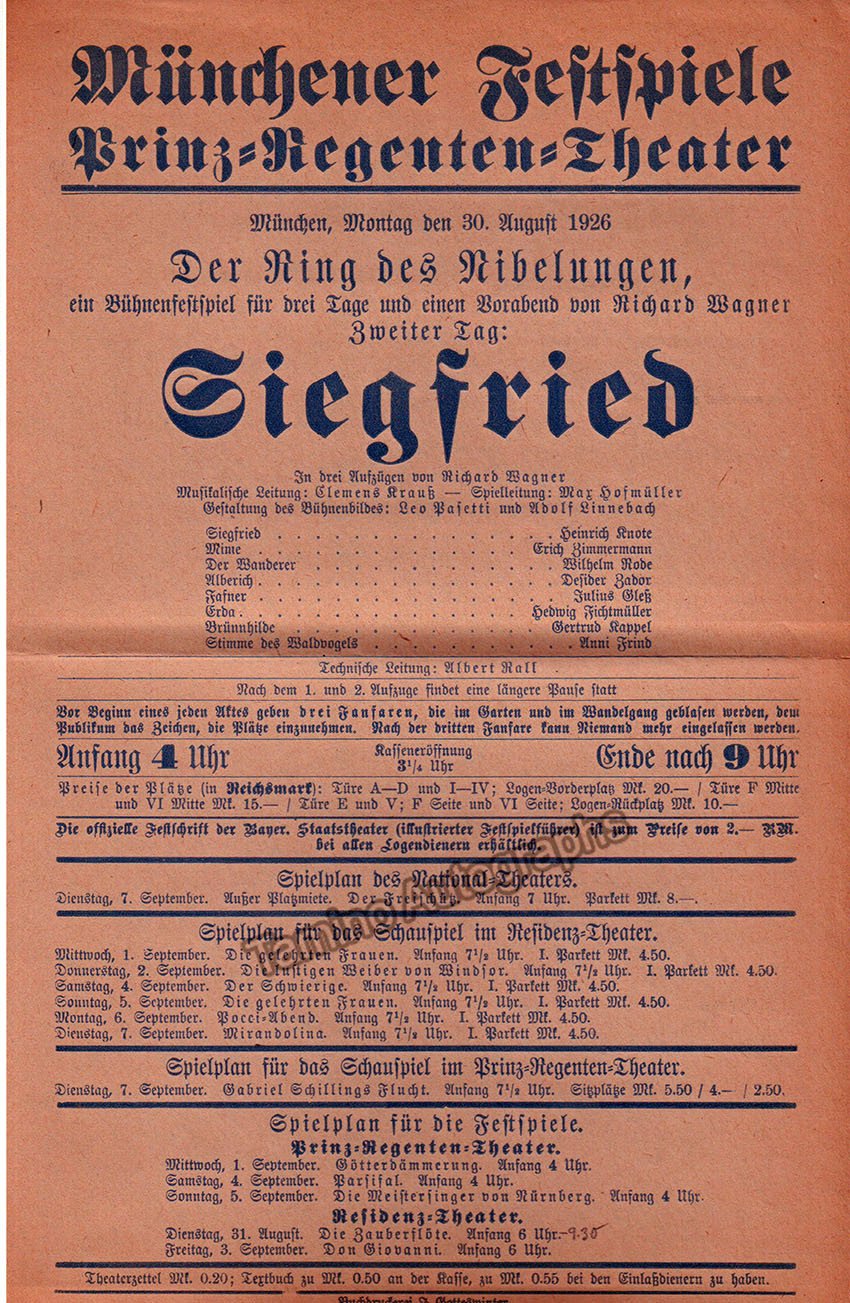 Münchener Festspiele
Prinz-Regenten-Theater
München, Montag den 30. August 1926
Der Ring des Nibelungen,
ein Bühnenfestspiel für drei Tage und einen Vorabend von Richard Wagner
Zweiter Tag:
Siegfried
In drei Aufzügen von Richard Wagner
Musikalische Leitung: Clemens Krauß — Spielleitung: Max Hofmüller
Gestaltung des Bühnenbildes: Leo Pasetti und Adolf Linnebach
Siegfried . . . . . . . . . . . . . . . Heinrich Knote
Mime . . . . . . . . . . . . . . . Erich Zimmermann
Der Wanderer . . . . . . . . . . . . . Wilhelm Rode
Alberich . . . . . . . . . . . . . . . Desider Zador
Fafner . . . . . . . . . . . . . . . Julius Gleß
Erda . . . . . . . . . . . . . . . Hedwig Fichtmüller
Brünnhilde . . . . . . . . . . . . . Gertrud Kappel
Stimme des Waldvogels . . . . . . . . . . Anni Frind
Technische Leitung: Albert Rall
Nach dem 1. und 2. Aufzuge findet eine längere Pause statt
Vor Beginn eines jeden Aktes geben drei Fanfaren, die im Garten und im Wandelgang geblasen werden, dem
Publikum das Zeichen, die Plätze einzunehmen. Nach der dritten Fanfare kann Niemand mehr eingelassen werden.
Anfang 4 Uhr Kasseneröffnung 3¼ Uhr Ende nach 9 Uhr
Preise der Plätze (in Reichsmark): Türe A—D und I—IV; Logen-Vorderplatz Mk. 20.— / Türe F Mitte
und VI Mitte Mk. 15.— / Türe E und V; F Seite und VI Seite; Logen-Rückplatz Mk. 10.—
Die offizielle Festschrift der Bayer. Staatstheater (illustrierter Festspielführer) ist zum Preise von 2.— RM.
bei allen Logendienern erhältlich.
Spielplan des National-Theaters.
Dienstag, 7. September. Außer Platzmiete. Der Freischütz. Anfang 7 Uhr. Parkett Mk. 8.—.
Spielplan für das Schauspiel im Residenz-Theater.
Mittwoch, 1. September. Die gelehrten Frauen. Anfang 7½ Uhr. I. Parkett Mk. 4.50.
Donnerstag, 2. September. Die lustigen Weiber von Windsor. Anfang 7½ Uhr. I. Parkett Mk. 4.50.
Samstag, 4. September. Der Schwierige. Anfang 7½ Uhr. I. Parkett Mk. 4.50.
Sonntag, 5. September. Die gelehrten Frauen. Anfang 7½ Uhr. I. Parkett Mk. 4.50.
Montag, 6. September. Pocci-Abend. Anfang 7½ Uhr. I. Parkett Mk. 4.50.
Dienstag, 7. September. Mirandolina. Anfang 7½ Uhr. I. Parkett Mk. 4.50.
Tamino Autographs
Spielplan für das Schauspiel im Prinz-Regenten-Theater.
Dienstag, 7. September. Gabriel Schillings Flucht. Anfang 7½ Uhr. Sitzplätze Mk. 5.50 / 4.— / 2.50.
Spielplan für die Festspiele.
Prinz-Regenten-Theater.
Mittwoch, 1. September. Götterdämmerung. Anfang 4 Uhr.
Samstag, 4. September. Parsifal. Anfang 4 Uhr.
Sonntag, 5. September. Die Meistersinger von Nürnberg. Anfang 4 Uhr.
Residenz-Theater.
Dienstag, 31. August. Die Zauberflöte. Anfang 6 Uhr. -9.30
Freitag, 3. September. Don Giovanni. Anfang 6 Uhr.
Theaterzettel Mk. 0.20; Textbuch zu Mk. 0.50 an der Kasse, zu Mk. 0.55 bei den Einlaßdienern zu haben.
Buchdruckerei J. Gotteswinter